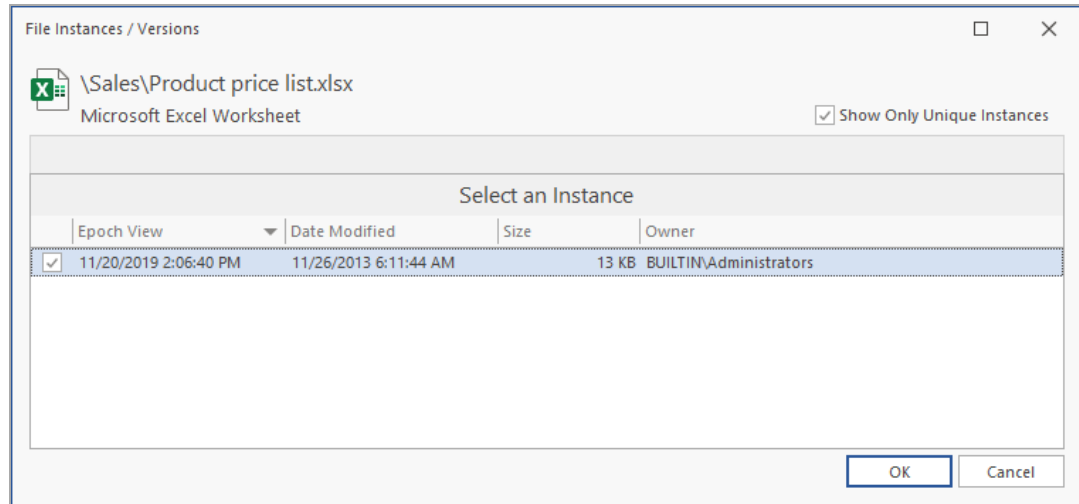 File Instances / Versions
\Sales\Product price list.xlsx
Microsoft Excel Worksheet
Show Only Unique Instances
Select an Instance
Epoch View Date Modified Size Owner
11/20/2019 2:06:40 PM 11/26/2013 6:11:44 AM 13 KB BUILTIN\Administrators
OK Cancel